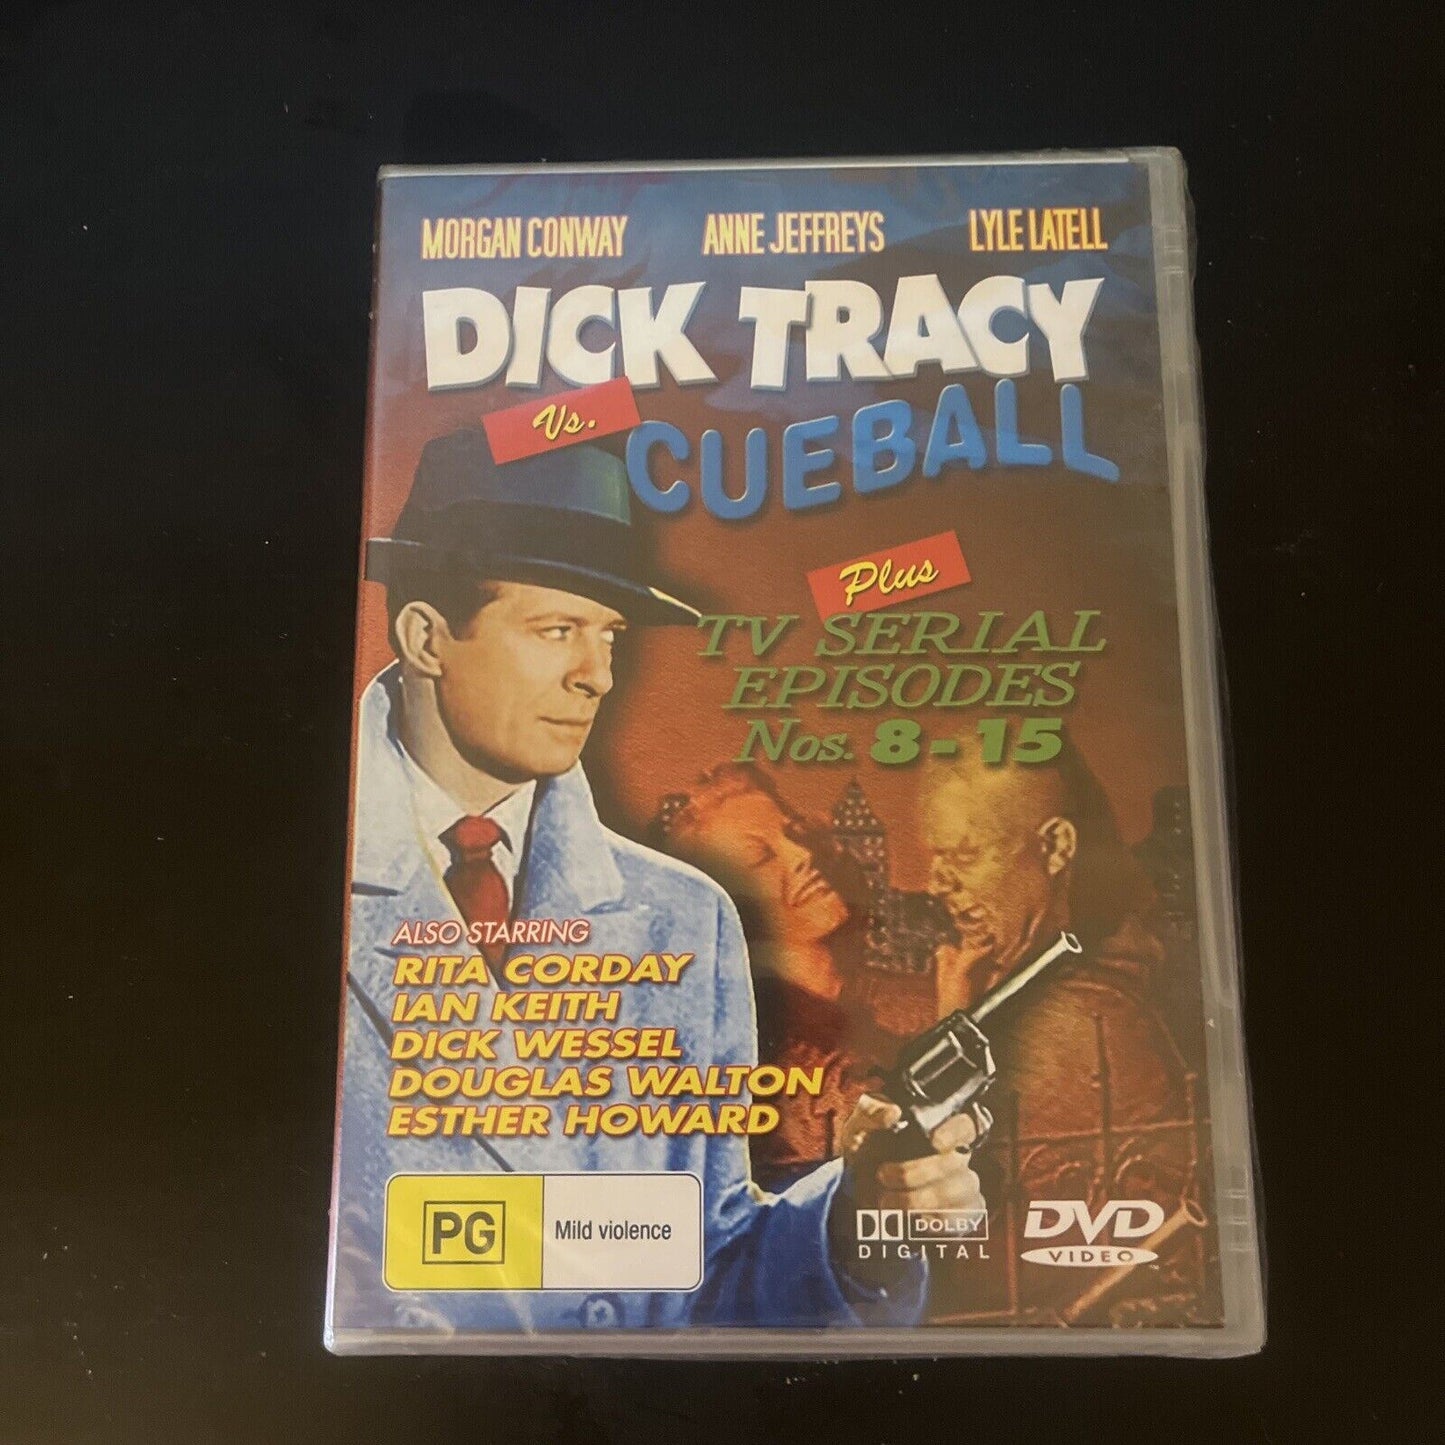 MORGAN CONWAY ANNE JEFFREYS LYLE LATELL
DICK TRACY
Vs. CUEBALL
Plus
TV SERIAL
EPISODES
Nos. 8-15
ALSO STARRING
RITA CORDAY
IAN KEITH
DICK WESSEL
DOUGLAS WALTON
ESTHER HOWARD
PG Mild violence
DOLBY
DIGITAL
DVD
VIDEO